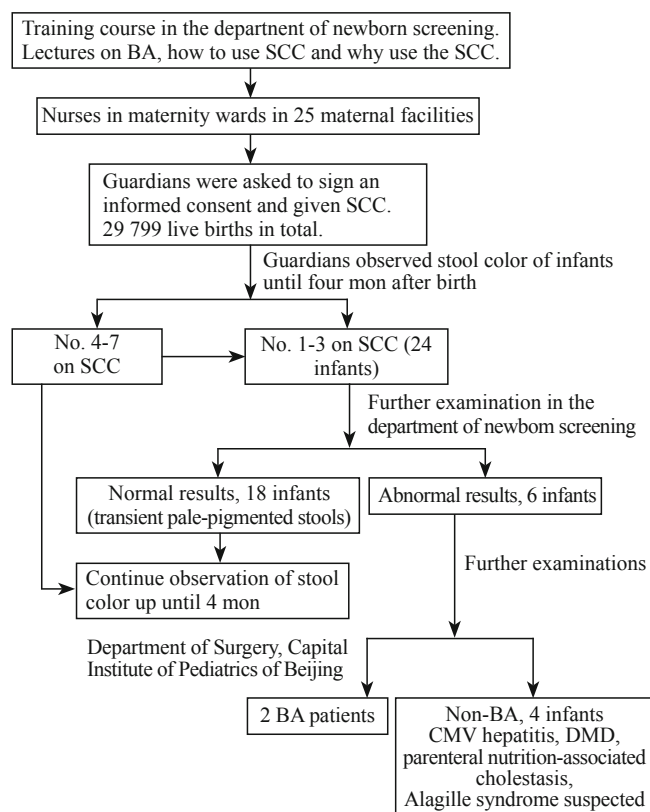 Training course in the department of newborn screening.
Lectures on BA, how to use SCC and why use the SCC.
Nurses in maternity wards in 25 maternal facilities
Guardians were asked to sign an
informed consent and given SCC.
29 799 live births in total.
Guardians observed stool color of infants
until four mon after birth
No. 4-7
on SCC
No. 1-3 on SCC (24
infants)
Further examination in the
department of newbom screening
Normal results, 18 infants
(transient pale-pigmented stools)
Abnormal results, 6 infants
Continue observation of stool
color up until 4 mon
Further examinations
Department of Surgery, Capital
Institute of Pediatrics of Beijing
2 BA patients
Non-BA, 4 infants
CMV hepatitis, DMD,
parenteral nutrition-associated
cholestasis,
Alagille syndrome suspected